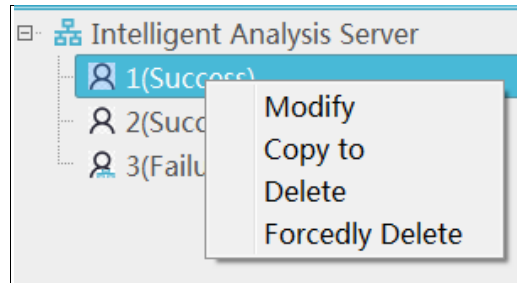 Intelligent Analysis Server
1(Success)
2(Succ
3(Failu
Modify
Copy to
Delete
Forcedly Delete